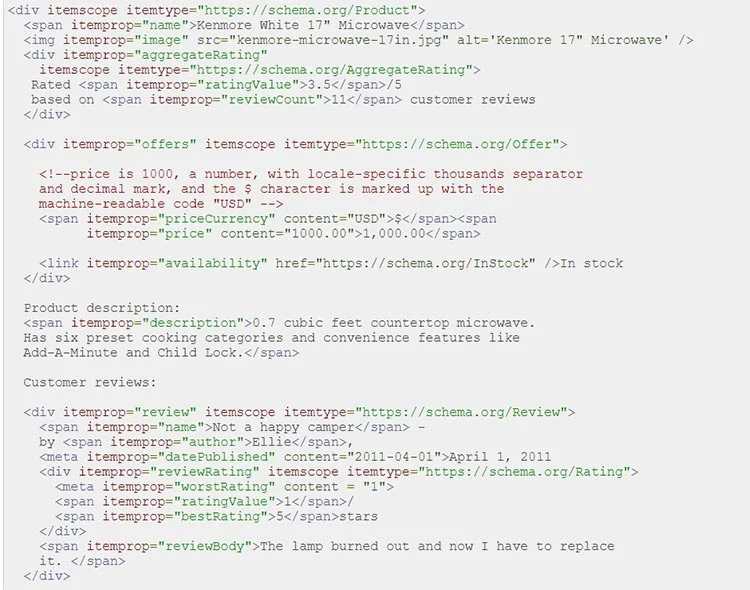 <div itemscope itemtype="https://schema.org/Product">
<span itemprop="name">Kenmore White 17" Microwave</span>
<img itemprop="image" src="kenmore-microwave-17in.jpg" alt='Kenmore 17" Microwave' />
<div itemprop="aggregateRating"
itemscope itemtype="https://schema.org/AggregateRating">
Rated <span itemprop="ratingValue">3.5</span>/5
based on <span itemprop="reviewCount">11</span> customer reviews
</div>
<div itemprop="offers" itemscope itemtype="https://schema.org/Offer">
<!--price is 1000, a number, with locale-specific thousands separator
and decimal mark, and the $ character is marked up with the
machine-readable code "USD" -->
<span itemprop="priceCurrency" content="USD">$</span><span
itemprop="price" content="1000.00">1,000.00</span>
<link itemprop="availability" href="https://schema.org/InStock" />In stock
</div>
Product description:
<span itemprop="description">0.7 cubic feet countertop microwave.
Has six preset cooking categories and convenience features like
Add-A-Minute and Child Lock.</span>
Customer reviews:
<div itemprop="review" itemscope itemtype="https://schema.org/Review">
<span itemprop="name">Not a happy camper</span> -
by <span itemprop="author">Ellie</span>,
<meta itemprop="datePublished" content="2011-04-01">April 1, 2011
<div itemprop="reviewRating" itemscope itemtype="https://schema.org/Rating">
<meta itemprop="worstRating" content = "1">
<span itemprop="ratingValue">1</span>/
<span itemprop="bestRating">5</span>stars
</div>
<span itemprop="reviewBody">The lamp burned out and now I have to replace
it. </span>
</div>